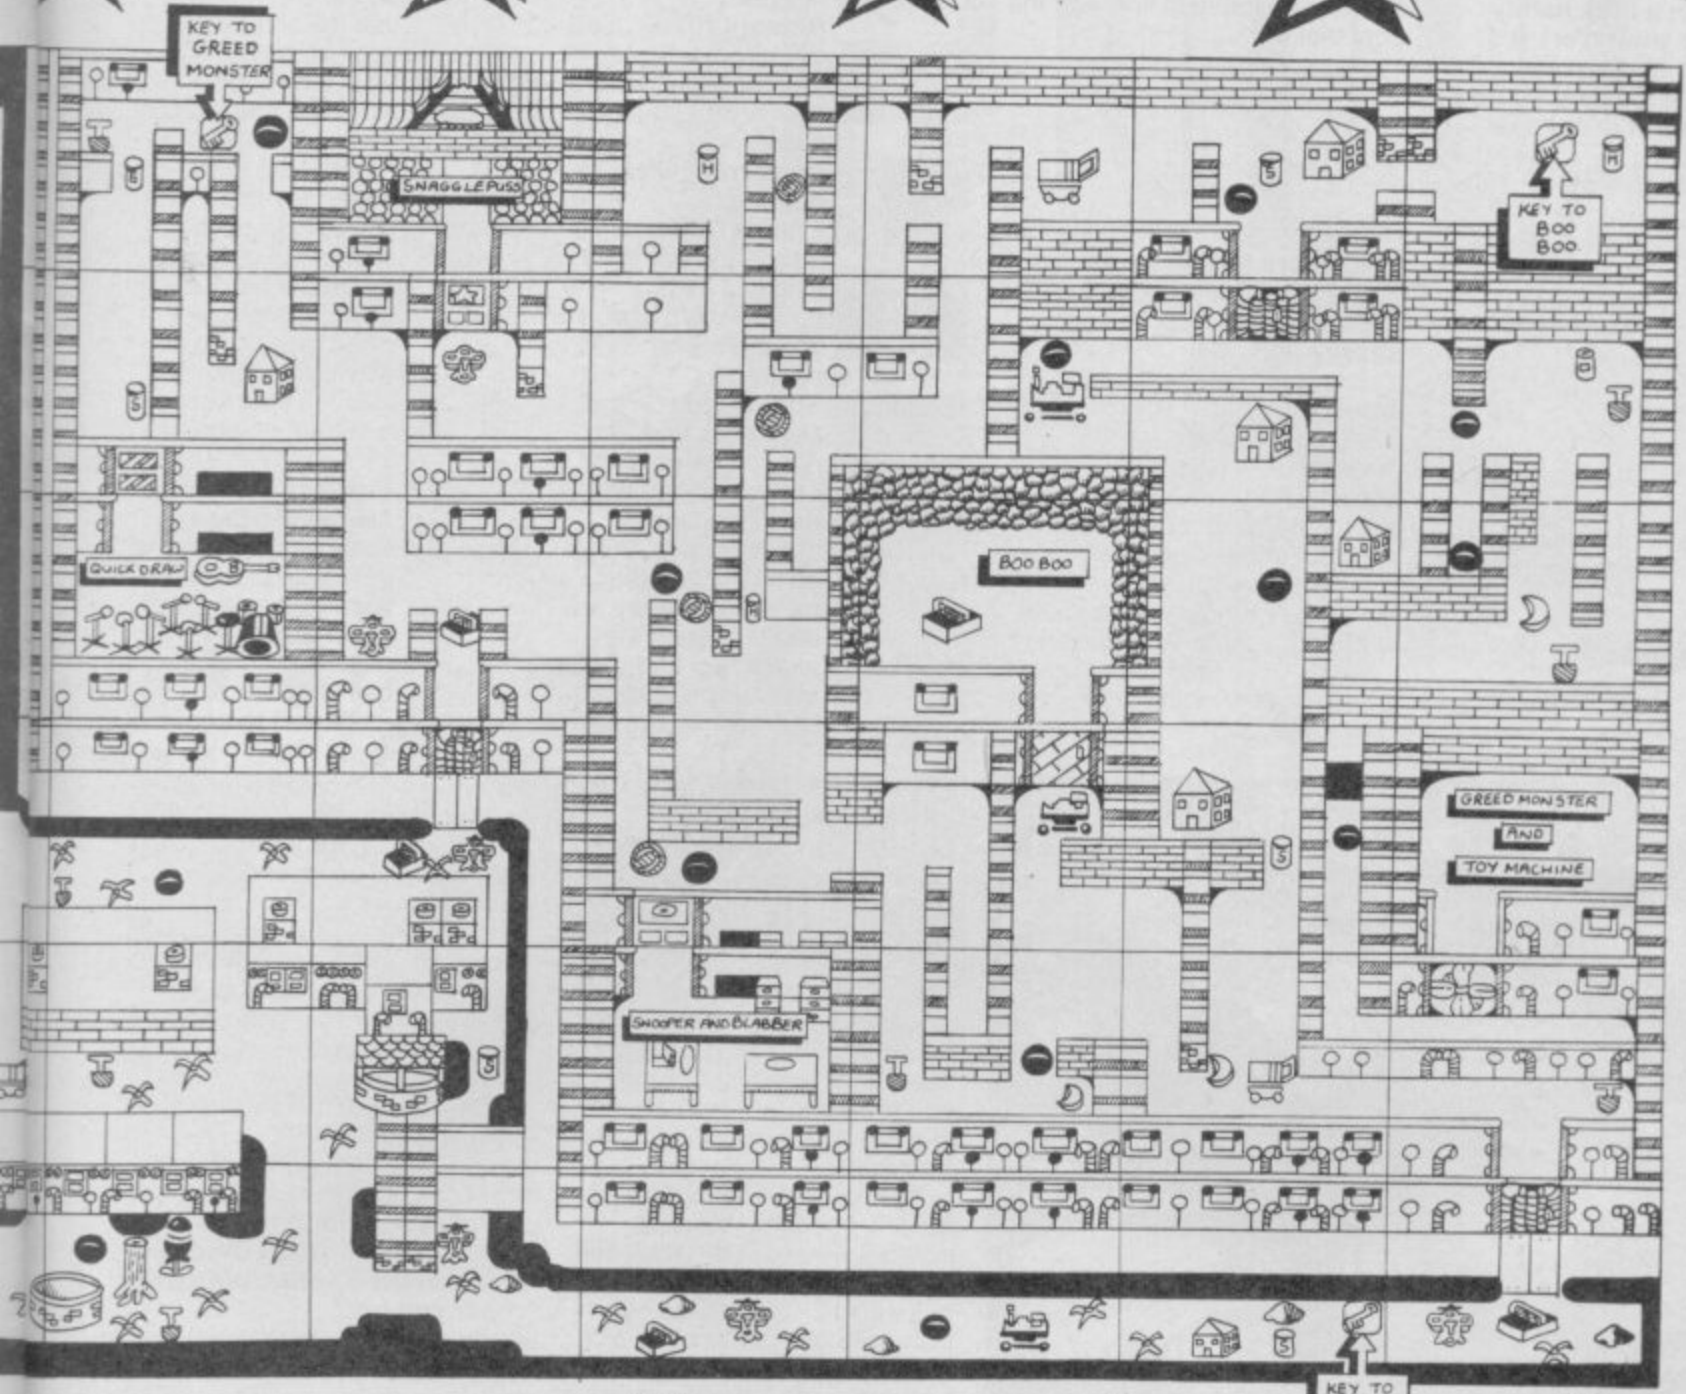 KEY TO
GREED
MONSTER
SNAGGLEPUSS
KEY TO
BOO
BOO.
QUICK DRAW
BOO BOO
GREED MONSTER
AND
TOY MACHINE
SNOOPER AND BLABBER
KEY TO